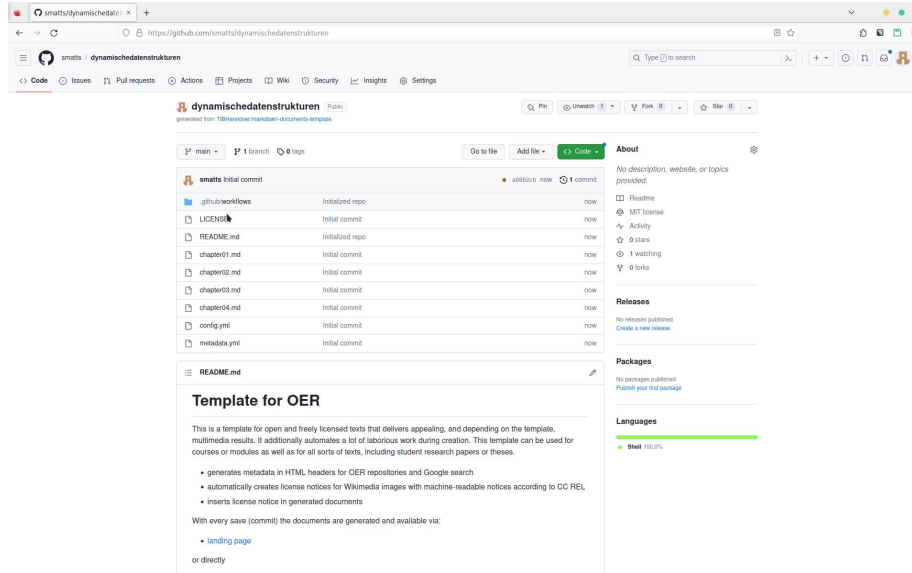 smatts/dynamischedaten
https://github.com/smatts/dynamischedatenstrukturen
smatts / dynamischedatenstrukturen
Type / to search
Code Issues Pull requests Actions Projects Wiki Security Insights Settings
dynamischedatenstrukturen Public
generated from TIBHannover/markdown-documents-template
Pin Unwatch 1 Fork 0 Star 0
main 1 branch 0 tags Go to file Add file Code
smatts Initial commit now 1 commit
.github/workflows Initialized repo now
LICENSE Initial commit now
README.md Initialized repo now
chapter01.md Initial commit now
chapter02.md Initial commit now
chapter03.md Initial commit now
chapter04.md Initial commit now
config.yml Initial commit now
metadata.yml Initial commit now
README.md
Template for OER
This is a template for open and freely licensed texts that delivers appealing, and depending on the template,
multimedia results. It additionally automates a lot of laborious work during creation. This template can be used for
courses or modules as well as for all sorts of texts, including student research papers or theses.
• generates metadata in HTML headers for OER repositories and Google search
• automatically creates license notices for Wikimedia images with machine-readable notices according to CC REL
• inserts license notice in generated documents
With every save (commit) the documents are generated and available via:
• landing page
or directly
About
No description, website, or topics
provided.
Readme
MIT license
Activity
0 stars
1 watching
0 forks
Releases
No releases published
Create a new release
Packages
No packages published
Publish your first package
Languages
Shell 100.0%